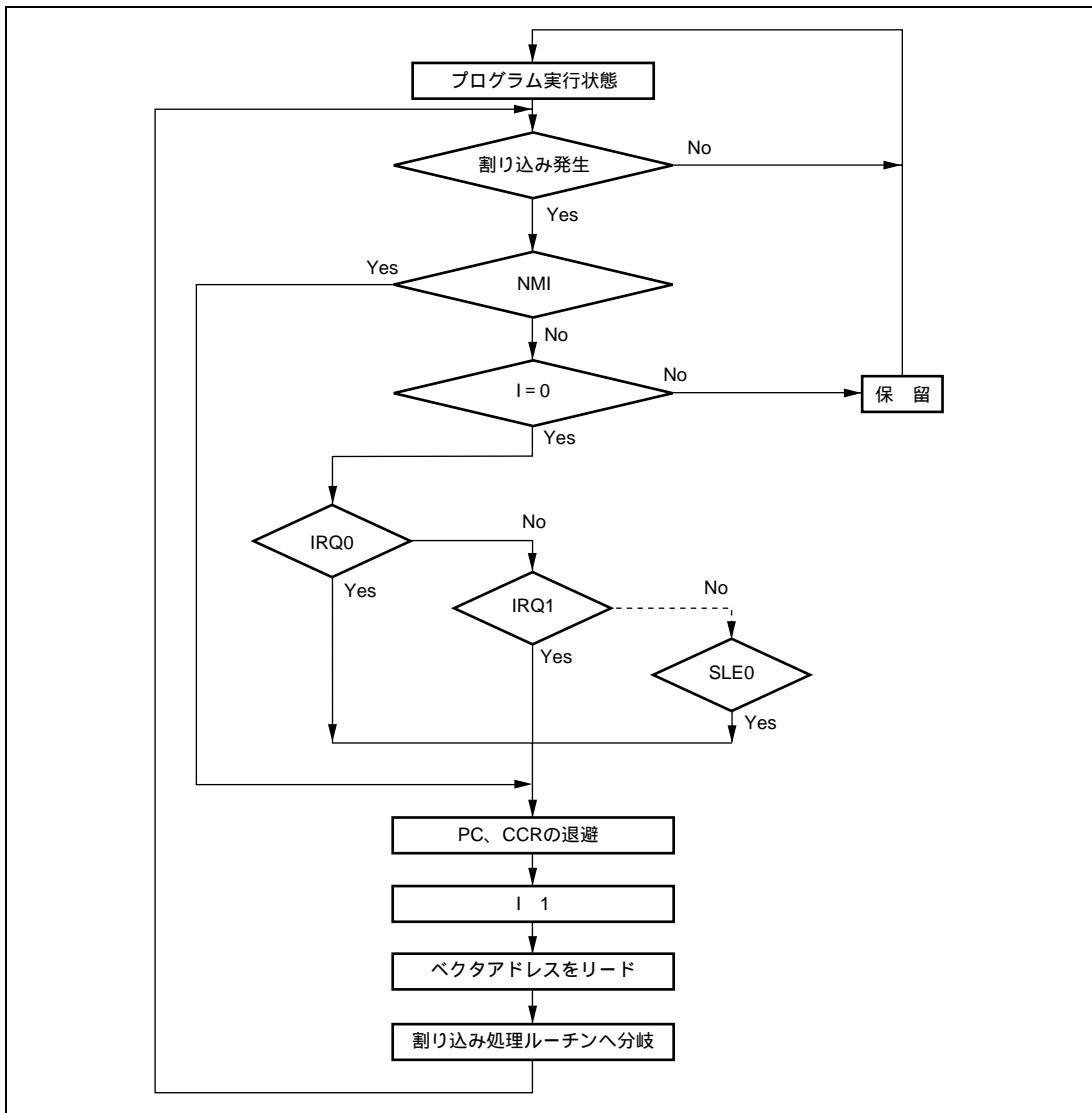 プログラム実行状態
割り込み発生
No
Yes
Yes
NMI
No
I = 0
No
保 留
Yes
IRQ0
No
Yes
IRQ1
No
Yes
SLE0
Yes
PC、CCRの退避
I 1
ベクタアドレスをリード
割り込み処理ルーチンへ分岐